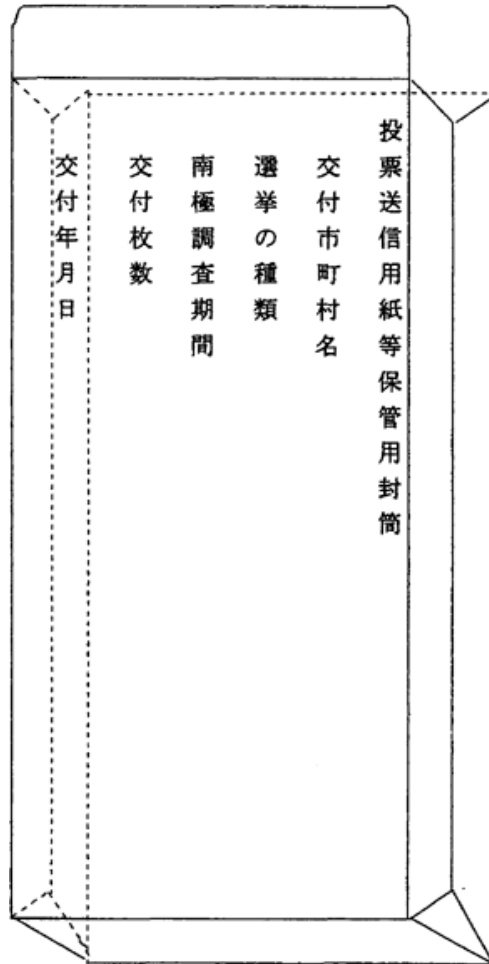 投票送信用紙等保管用封筒
交付市町村名
選挙の種類
南極調査期間
交付枚数
交付年月日